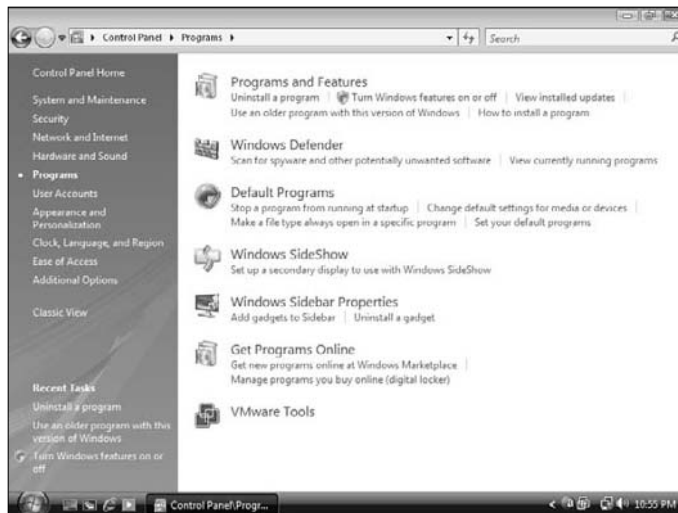 Control Panel Programs
Search
Control Panel Home
System and Maintenance
Security
Network and Internet
Hardware and Sound
Programs
User Accounts
Appearance and
Personalization
Clock, Language, and Region
Ease of Access
Additional Options
Classic View
Recent Tasks
Uninstall a program
Use an older program with this
version of Windows
Turn Windows features on or
off
Programs and Features
Uninstall a program Turn Windows features on or off View installed updates
Use an older program with this version of Windows How to install a program
Windows Defender
Scan for spyware and other potentially unwanted software View currently running programs
Default Programs
Stop a program from running at startup Change default settings for media or devices
Make a file type always open in a specific program Set your default programs
Windows SideShow
Set up a secondary display to use with Windows SideShow
Windows Sidebar Properties
Add gadgets to Sidebar Uninstall a gadget
Get Programs Online
Get new programs online at Windows Marketplace
Manage programs you buy online (digital locker)
VMware Tools
Control Panel\Progr...
10:55 PM